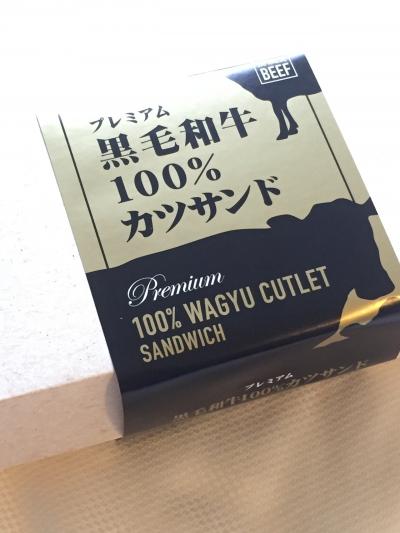 BEEF
プレミアム
黒毛和牛
100%
カツサンド
Premium
100% WAGYU CUTLET
SANDWICH
プレミアム
黒毛和牛100%カツサンド